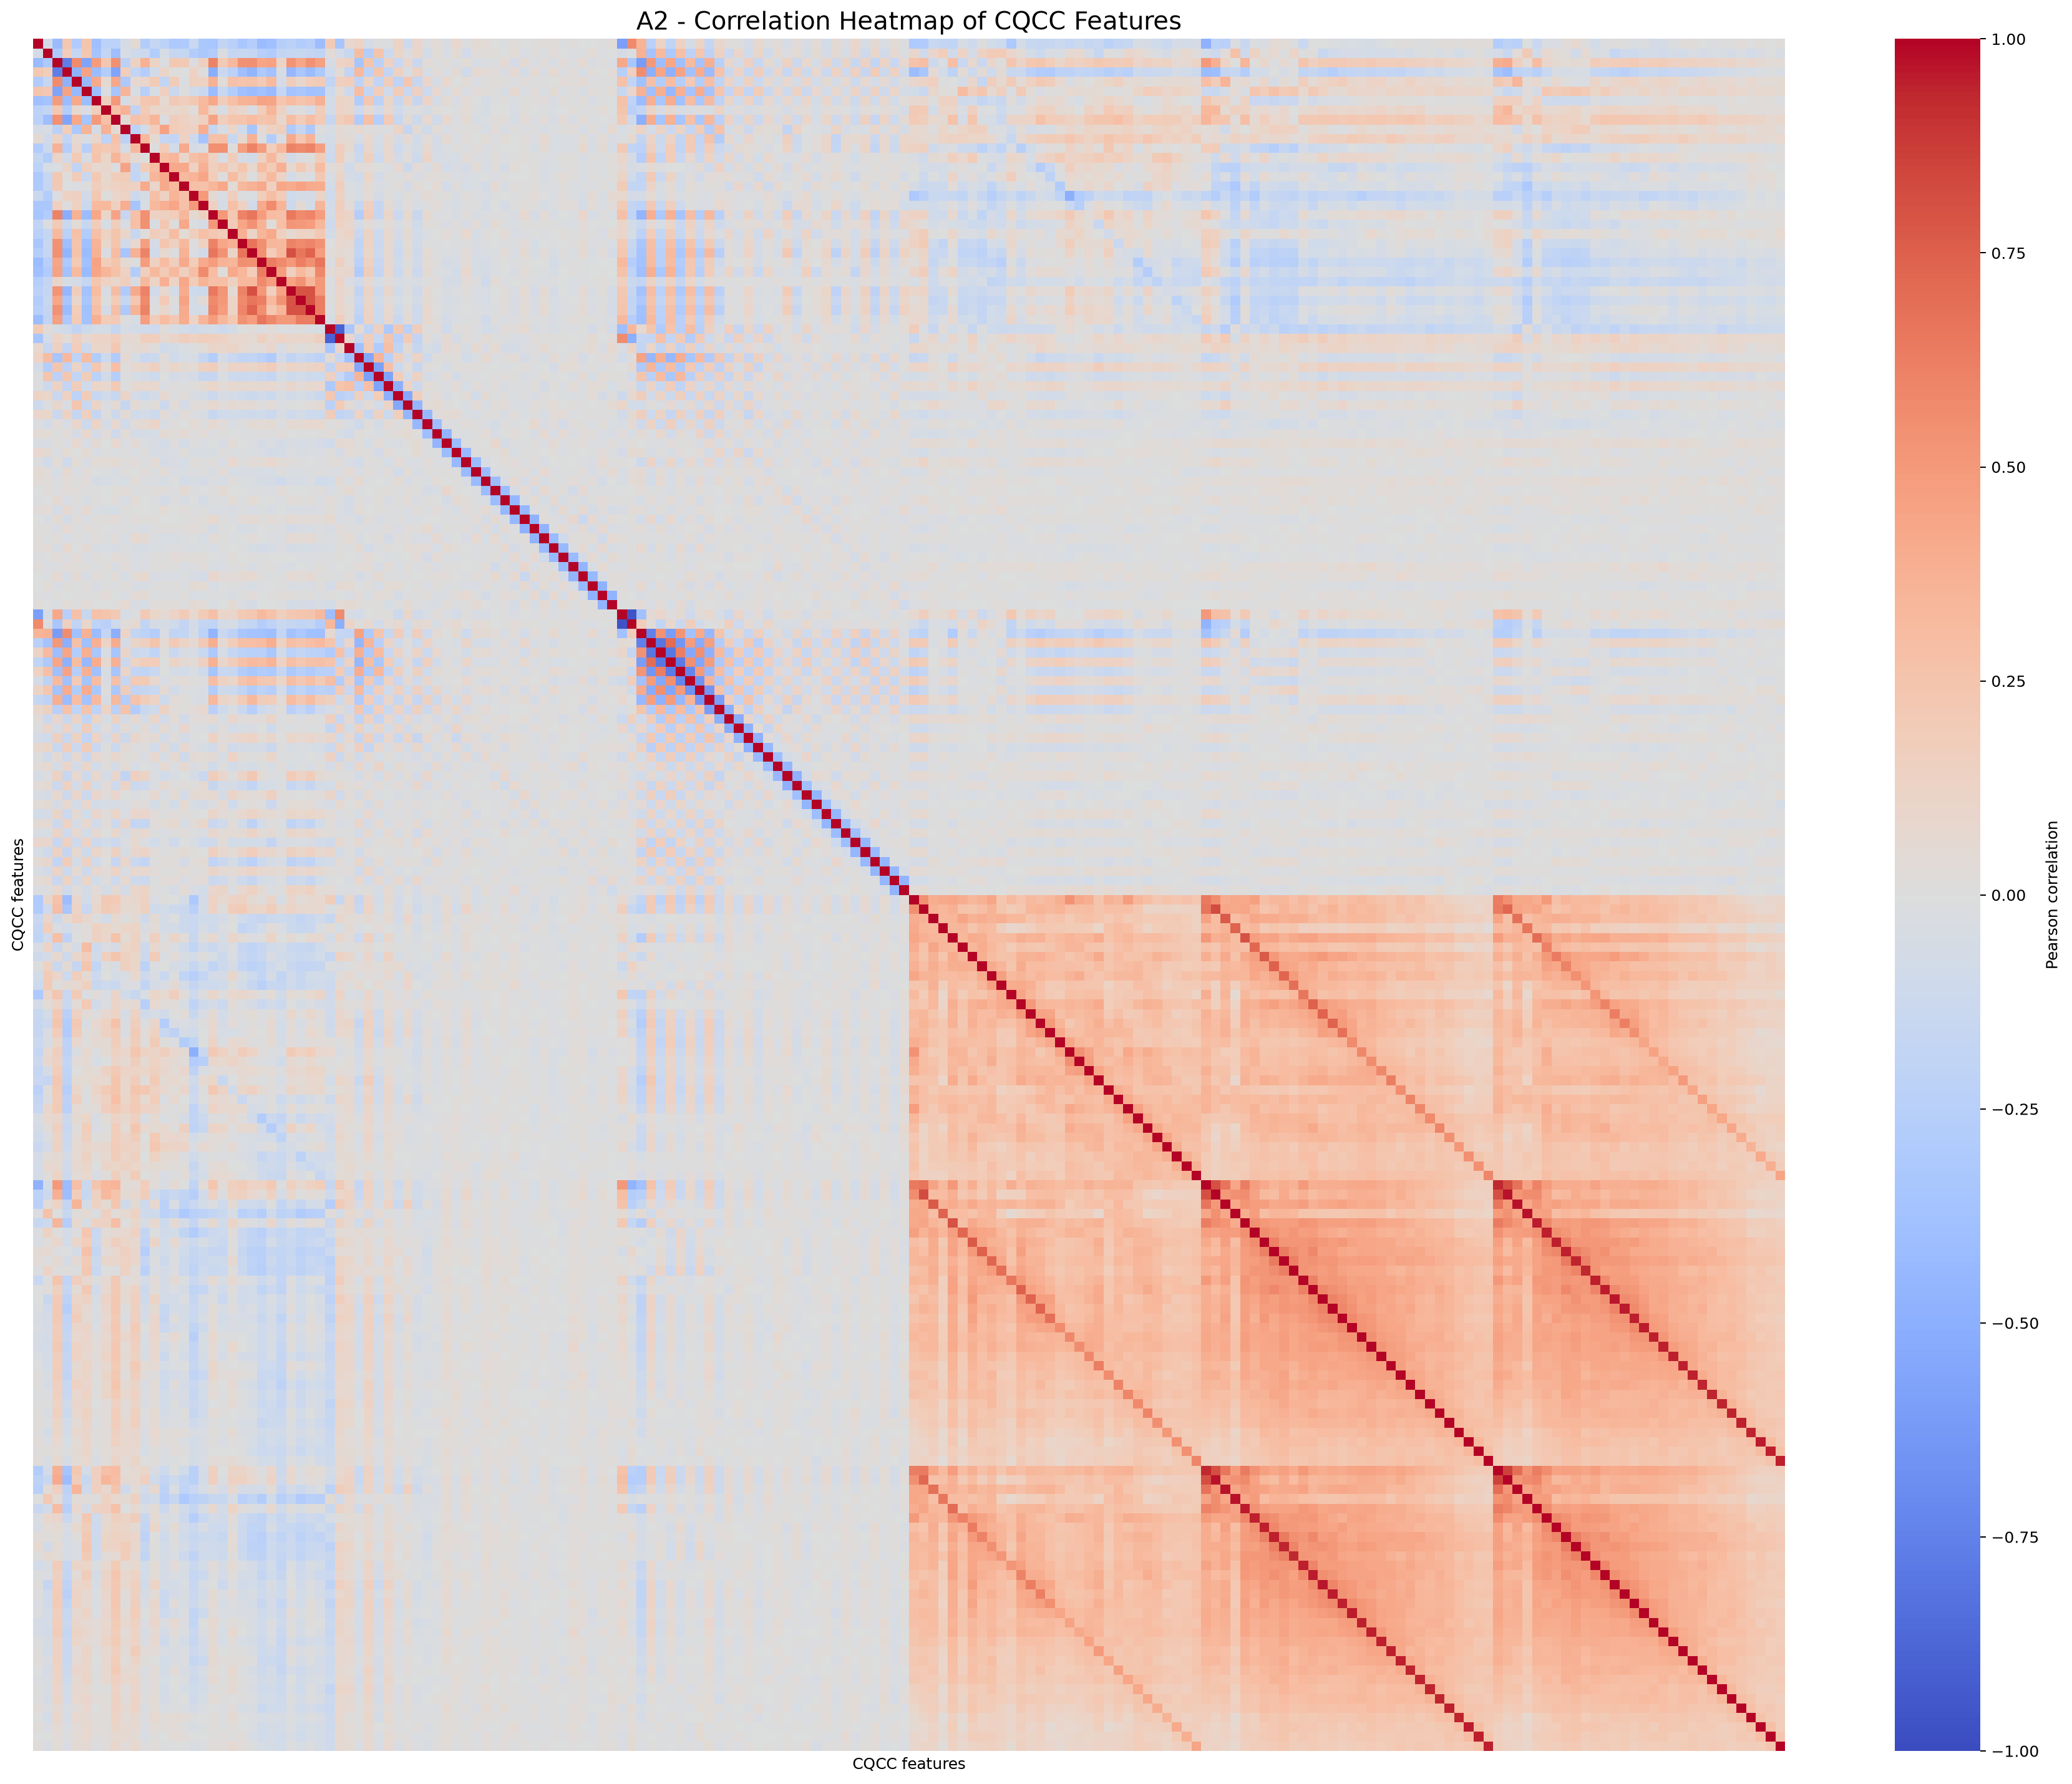 A2 - Correlation Heatmap of CQCC Features
CQCC features
CQCC features
1.00
0.75
0.50
0.25
0.00
−0.25
−0.50
−0.75
−1.00
Pearson correlation